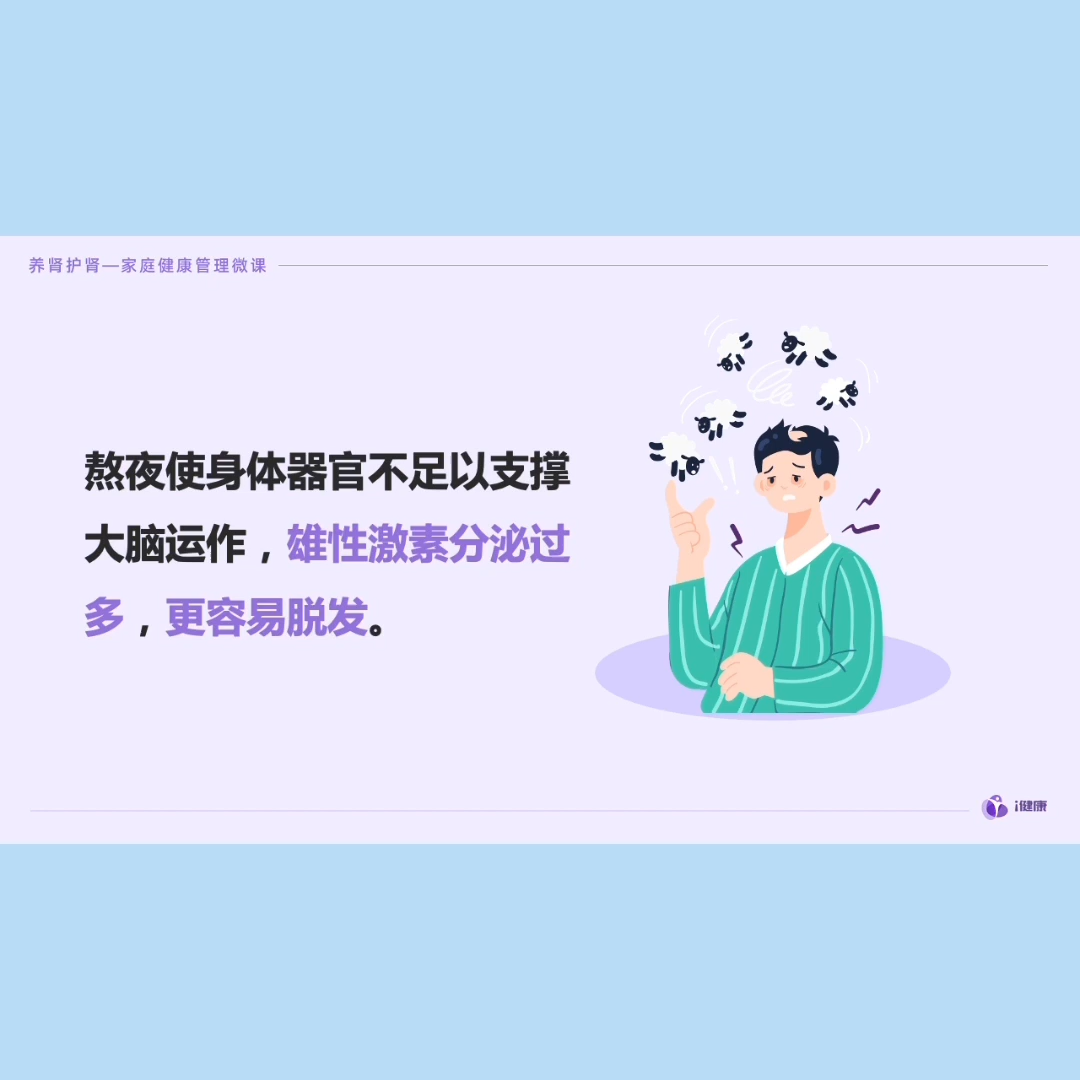 养肾护肾—家庭健康管理微课
熬夜使身体器官不足以支撑
大脑运作，雄性激素分泌过
多，更容易脱发。
i健康